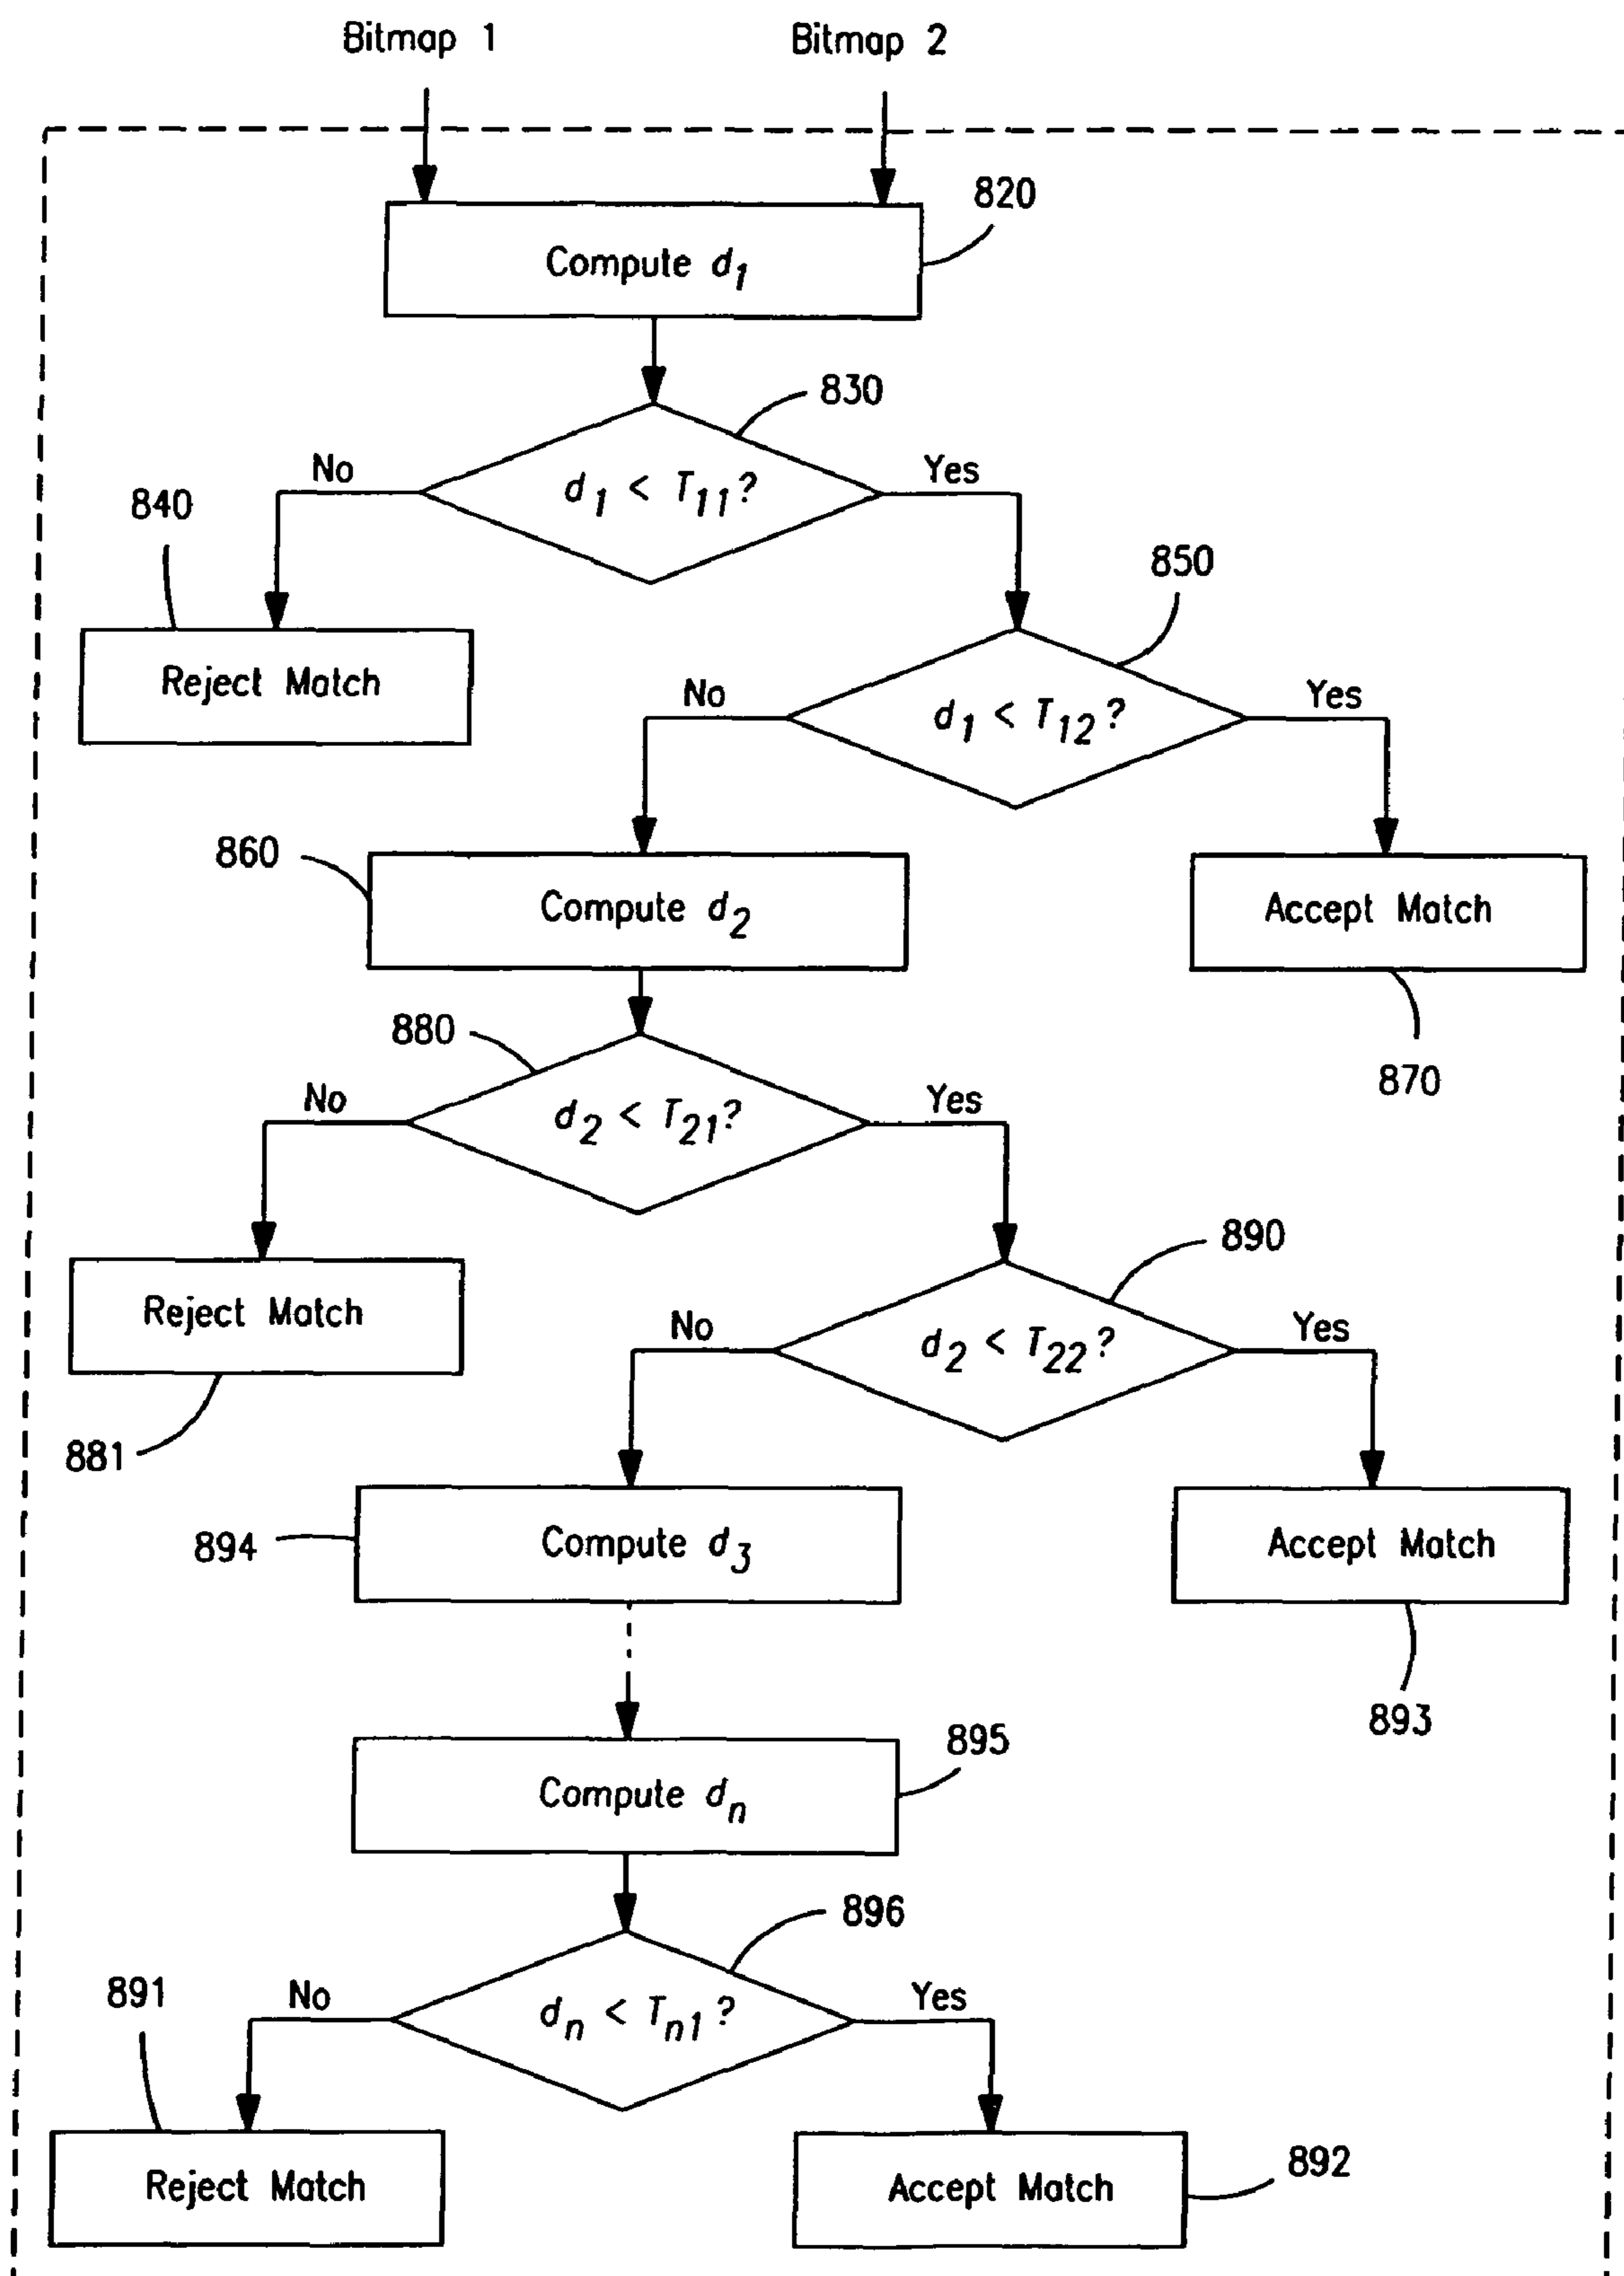 Bitmap 1
Bitmap 2
820
Compute d1
830
No
d1 < T11?
Yes
840
850
Reject Match
No
d1 < T12?
Yes
860
Compute d2
Accept Match
880
870
No
d2 < T21?
Yes
890
Reject Match
No
d2 < T22?
Yes
881
894
Compute d3
Accept Match
893
895
Compute dn
896
891
No
dn < Tn1?
Yes
Reject Match
Accept Match
892